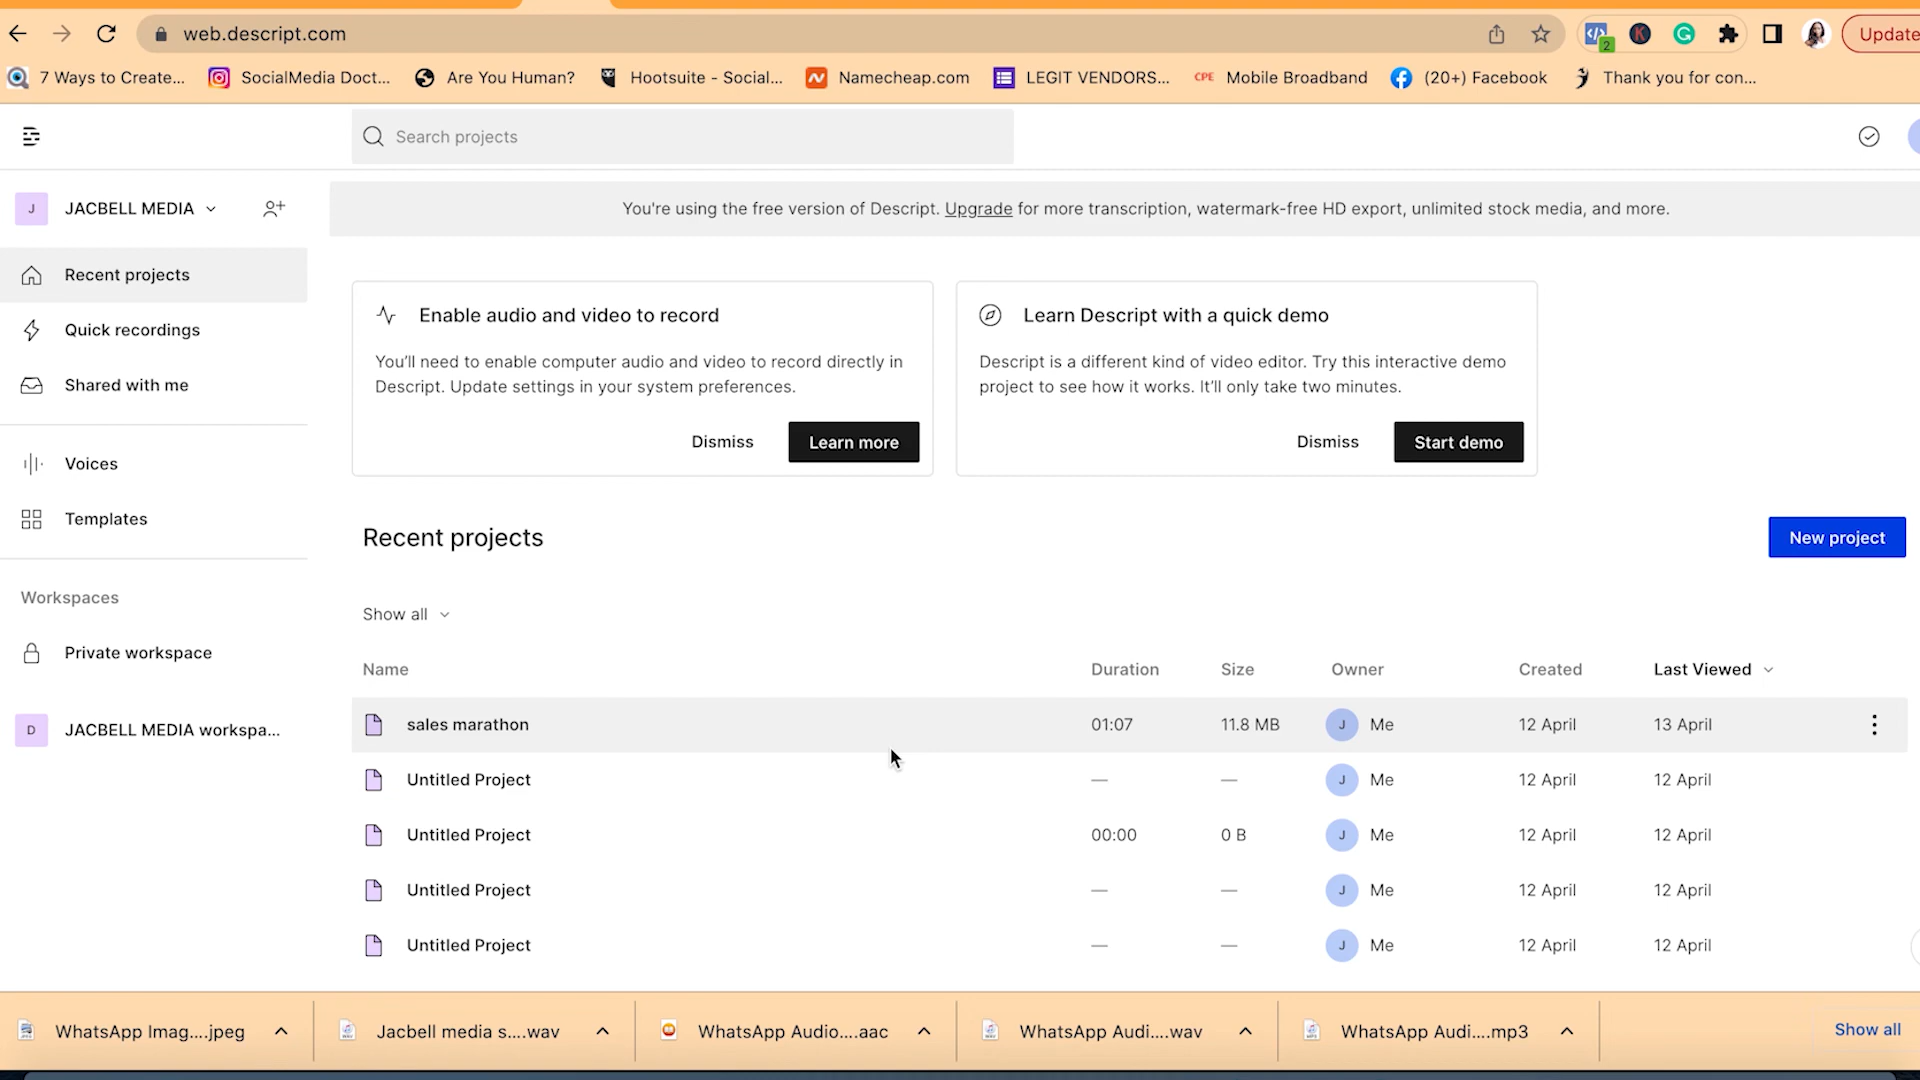 web.descript.com
2
K
G
Update
7 Ways to Create...
SocialMedia Doct...
Are You Human?
Hootsuite - Social...
Namecheap.com
LEGIT VENDORS...
CPE
Mobile Broadband
(20+) Facebook
Thank you for con...
Search projects
J
JACBELL MEDIA
You're using the free version of Descript. Upgrade for more transcription, watermark-free HD export, unlimited stock media, and more.
Recent projects
Quick recordings
Shared with me
Voices
Templates
Workspaces
Private workspace
D
JACBELL MEDIA workspa...
Enable audio and video to record
You'll need to enable computer audio and video to record directly in
Descript. Update settings in your system preferences.
Dismiss
Learn more
Learn Descript with a quick demo
Descript is a different kind of video editor. Try this interactive demo
project to see how it works. It'll only take two minutes.
Dismiss
Start demo
Recent projects
New project
Show all
Name Duration Size Owner Created Last Viewed
sales marathon 01:07 11.8 MB J Me 12 April 13 April
Untitled Project — — J Me 12 April 12 April
Untitled Project 00:00 0 B J Me 12 April 12 April
Untitled Project — — J Me 12 April 12 April
Untitled Project — — J Me 12 April 12 April
WhatsApp Imag....jpeg
Jacbell media s....wav
WhatsApp Audio....aac
WhatsApp Audi....wav
WhatsApp Audi....mp3
Show all